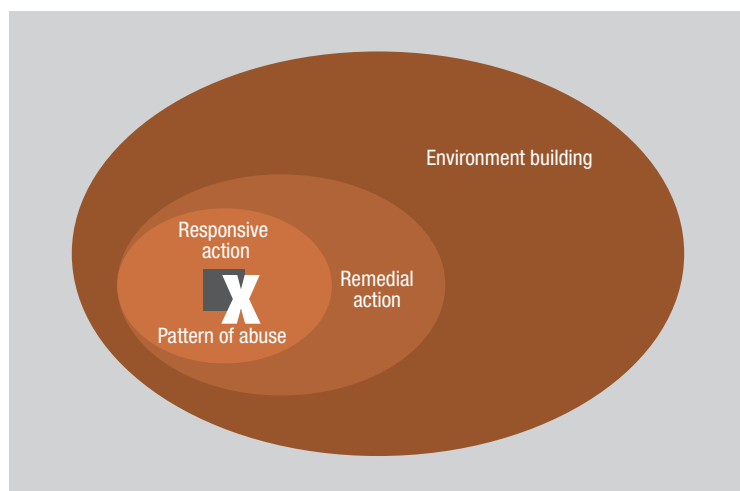 Environment building
Responsive
action
Remedial
action
X
Pattern of abuse